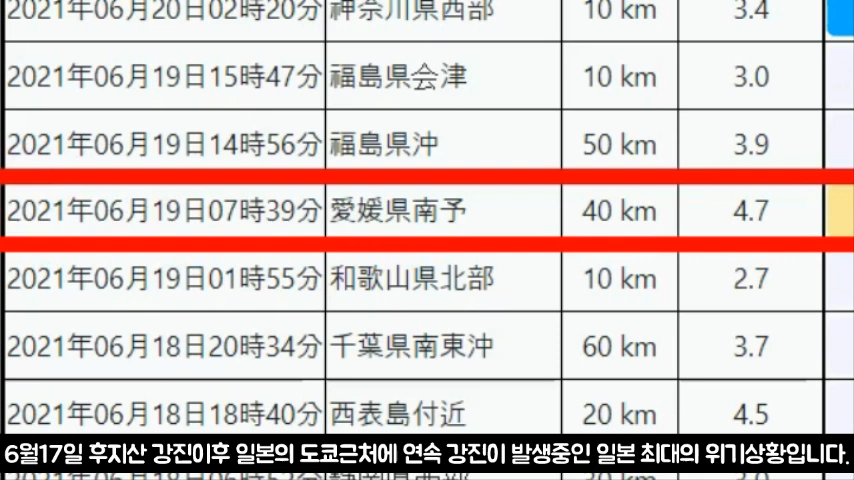 2021年06月20日02時20分 神奈川県西部 10 km 3.4
2021年06月19日15時47分 福島県会津 10 km 3.0
2021年06月19日14時56分 福島県沖 50 km 3.9
2021年06月19日07時39分 愛媛県南予 40 km 4.7
2021年06月19日01時55分 和歌山県北部 10 km 2.7
2021年06月18日20時34分 千葉県南東沖 60 km 3.7
2021年06月18日18時40分 西表島付近 20 km 4.5
6월17일 후지산 강진이후 일본의 도쿄근처에 연속 강진이 발생중인 일본 최대의 위기상황입니다.